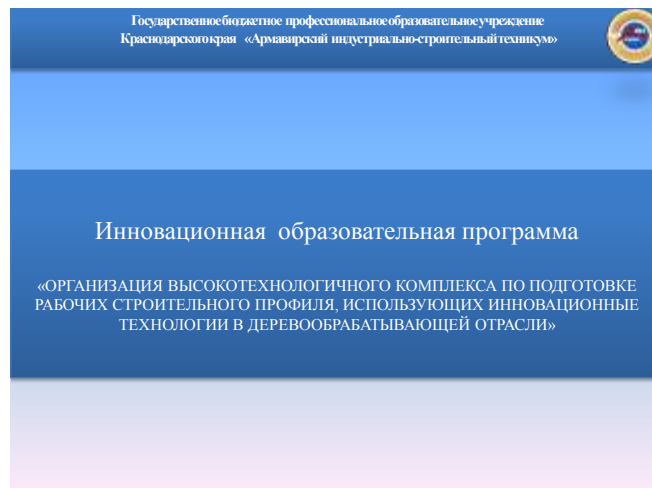 Государственное бюджетное профессиональное образовательное учреждение
Краснодарского края «Армавирский индустриально-строительный техникум»
Инновационная образовательная программа
«ОРГАНИЗАЦИЯ ВЫСОКОТЕХНОЛОГИЧНОГО КОМПЛЕКСА ПО ПОДГОТОВКЕ
РАБОЧИХ СТРОИТЕЛЬНОГО ПРОФИЛЯ, ИСПОЛЬЗУЮЩИХ ИННОВАЦИОННЫЕ
ТЕХНОЛОГИИ В ДЕРЕВООБРАБАТЫВАЮЩЕЙ ОТРАСЛИ»